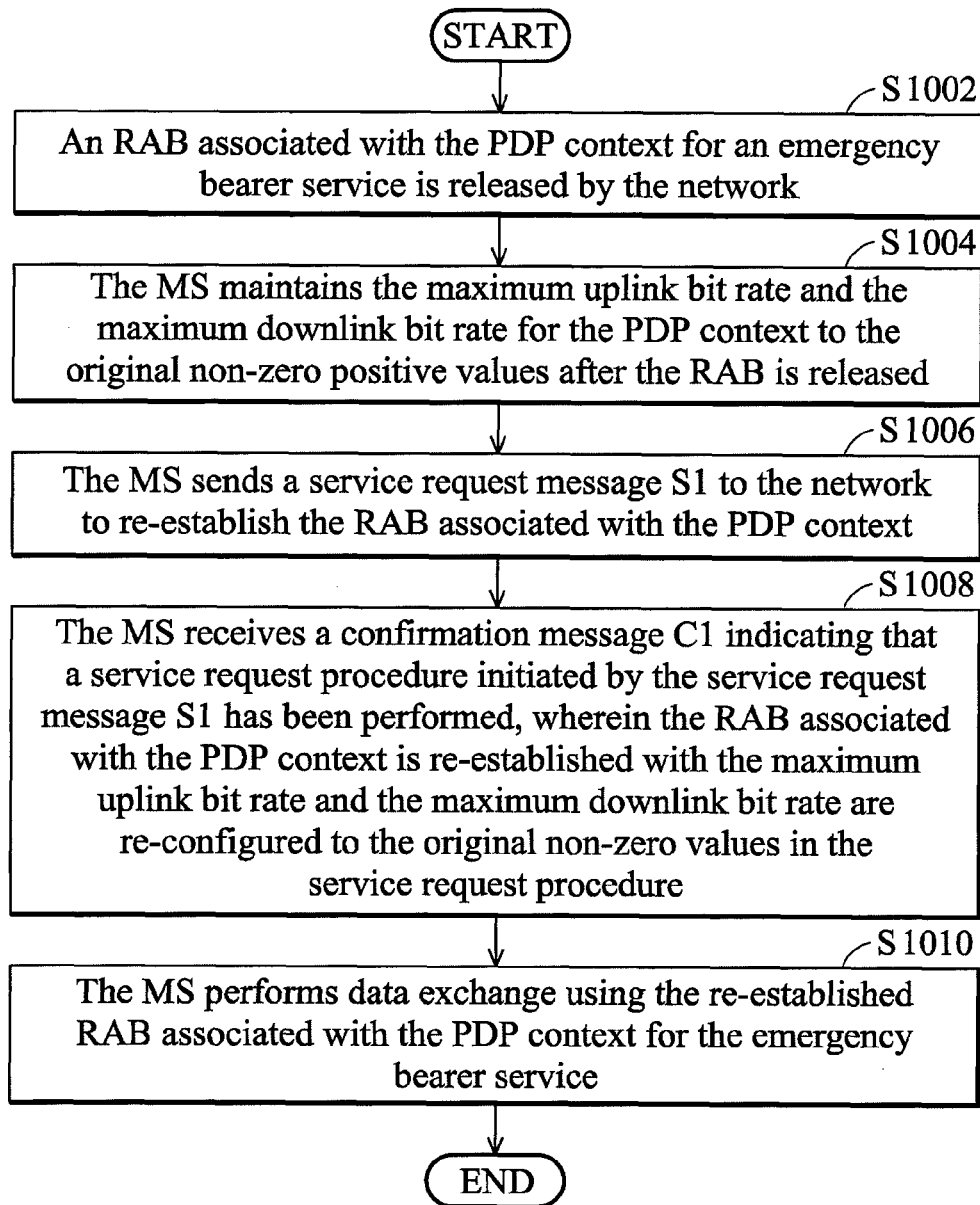 START
S1002
An RAB associated with the PDP context for an emergency
bearer service is released by the network
S1004
The MS maintains the maximum uplink bit rate and the
maximum downlink bit rate for the PDP context to the
original non-zero positive values after the RAB is released
S1006
The MS sends a service request message S1 to the network
to re-establish the RAB associated with the PDP context
S1008
The MS receives a confirmation message C1 indicating that
a service request procedure initiated by the service request
message S1 has been performed, wherein the RAB associated
with the PDP context is re-established with the maximum
uplink bit rate and the maximum downlink bit rate are
re-configured to the original non-zero values in the
service request procedure
S1010
The MS performs data exchange using the re-established
RAB associated with the PDP context for the emergency
bearer service
END